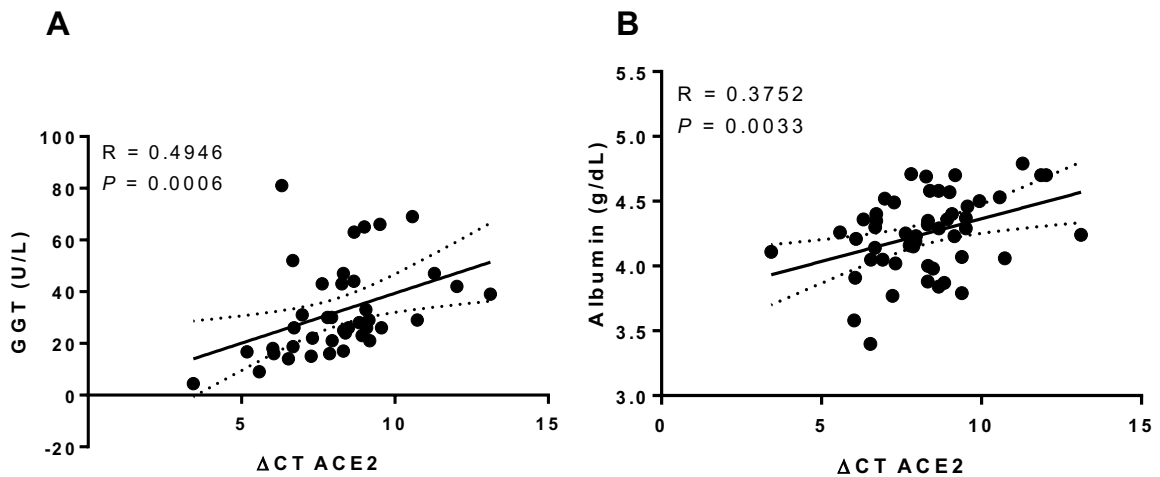 A
R = 0.4946
P = 0.0006
GGT (U/L)
100
80
60
40
20
0
-20
5
10
15
ΔCT ACE2
B
R = 0.3752
P = 0.0033
Albumin (g/dL)
5.5
5.0
4.5
4.0
3.5
3.0
0
5
10
15
ΔCT ACE2